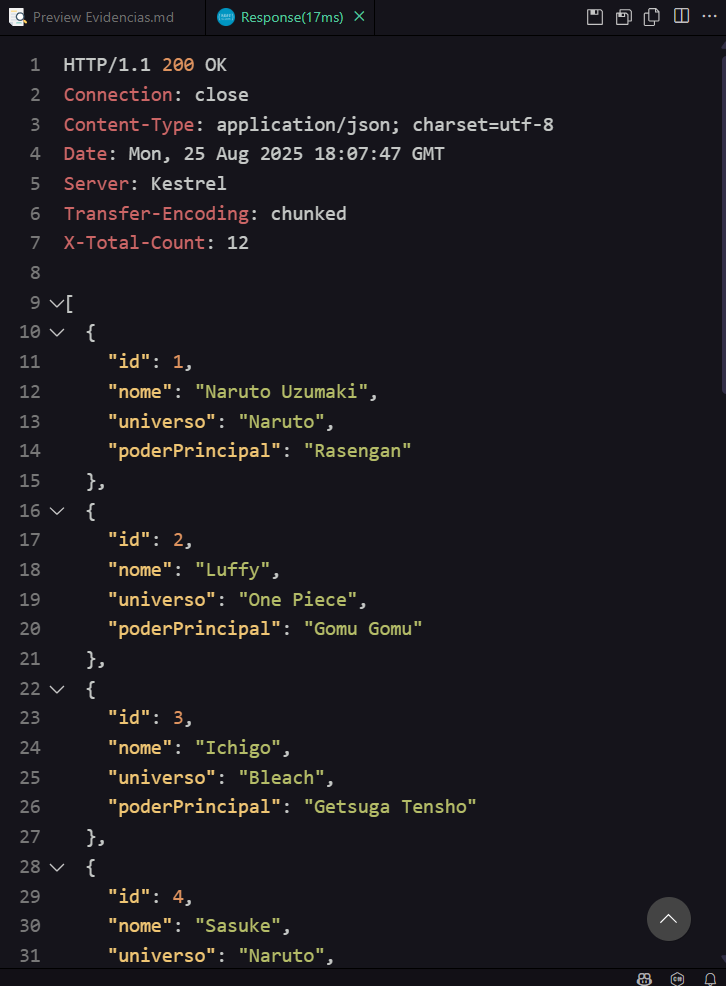 Preview Evidencias.md
Response(17ms)
1 HTTP/1.1 200 OK
2 Connection: close
3 Content-Type: application/json; charset=utf-8
4 Date: Mon, 25 Aug 2025 18:07:47 GMT
5 Server: Kestrel
6 Transfer-Encoding: chunked
7 X-Total-Count: 12
8
9 [
10 {
11 "id": 1,
12 "nome": "Naruto Uzumaki",
13 "universo": "Naruto",
14 "poderPrincipal": "Rasengan"
15 },
16 {
17 "id": 2,
18 "nome": "Luffy",
19 "universo": "One Piece",
20 "poderPrincipal": "Gomu Gomu"
21 },
22 {
23 "id": 3,
24 "nome": "Ichigo",
25 "universo": "Bleach",
26 "poderPrincipal": "Getsuga Tensho"
27 },
28 {
29 "id": 4,
30 "nome": "Sasuke",
31 "universo": "Naruto",